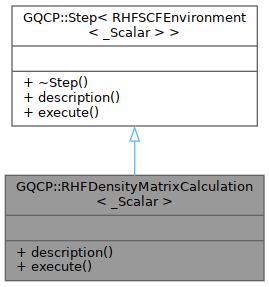 GQCP::Step< RHFSCFEnvironment
< _Scalar > >
+ ~Step()
+ description()
+ execute()
GQCP::RHFDensityMatrixCalculation
< _Scalar >
+ description()
+ execute()